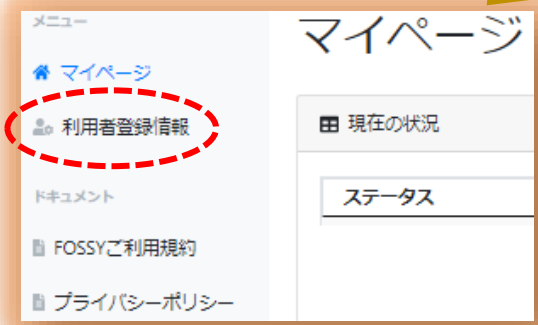 メニュー
マイページ
利用者登録情報
ドキュメント
FOSSYご利用規約
プライバシーポリシー
マイページ
現在の状況
ステータス